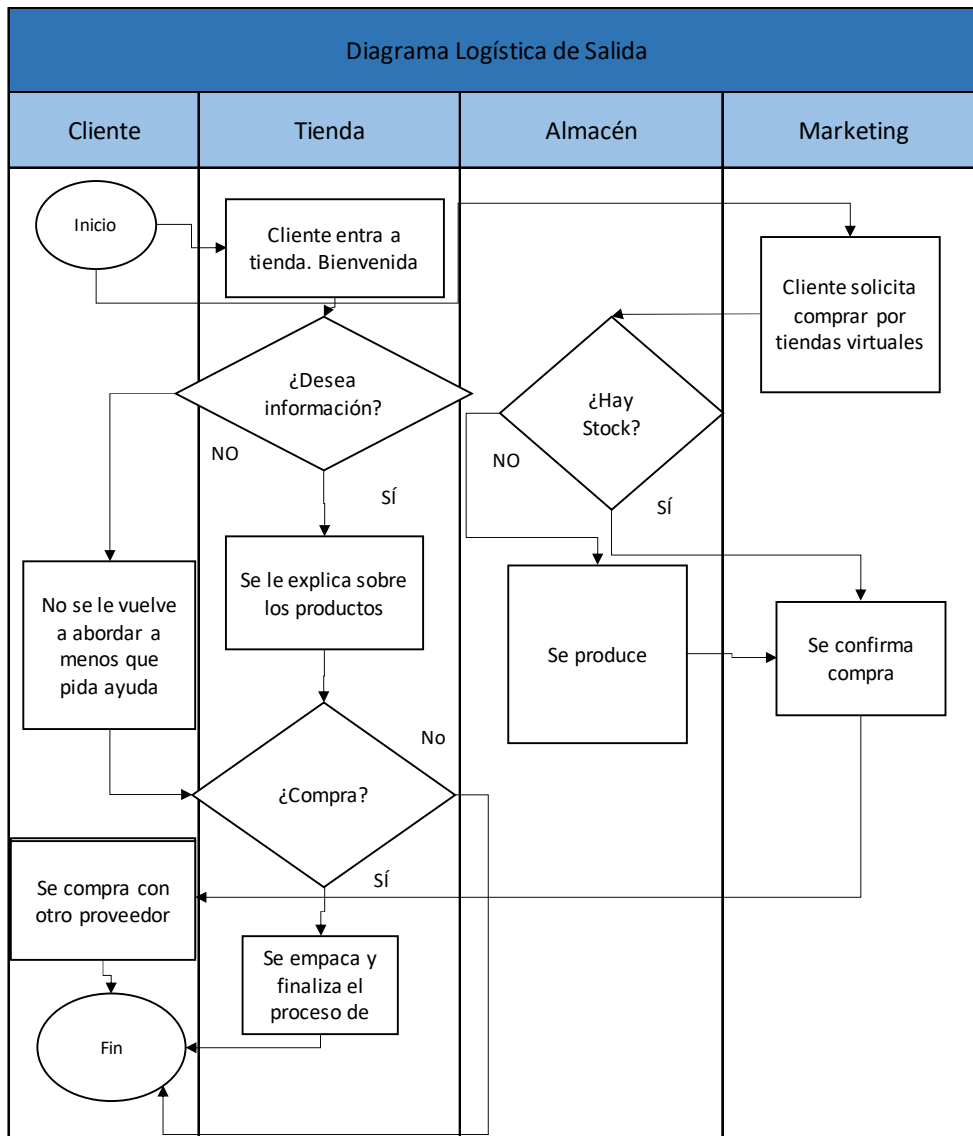 Diagrama Logística de Salida
Cliente
Tienda
Almacén
Marketing
Inicio
Cliente entra a
tienda. Bienvenida
Cliente solicita
comprar por
tiendas virtuales
¿Desea
información?
¿Hay
Stock?
NO
NO
SÍ
SÍ
No se le vuelve
a abordar a
menos que
pida ayuda
Se le explica sobre
los productos
Se produce
Se confirma
compra
No
¿Compra?
SÍ
Se compra con
otro proveedor
Se empaca y
finaliza el
proceso de
Fin